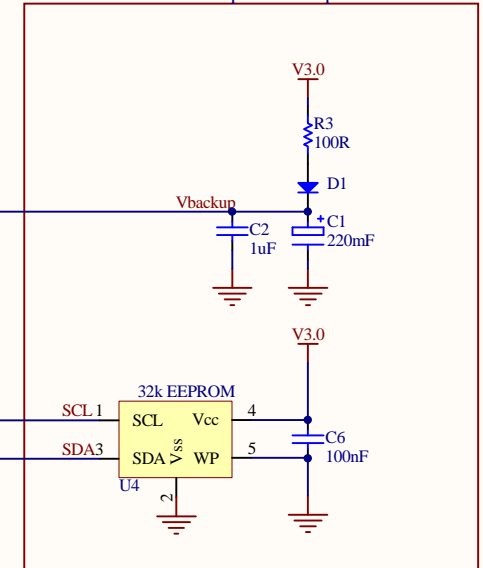 V3.0
R3
100R
D1
Vbackup
+ C1
C2
220mF
1uF
V3.0
32k EEPROM
SCL 1 SCL Vcc 4
C6
SDA3 SDA Vss WP 5
100nF
U4
2